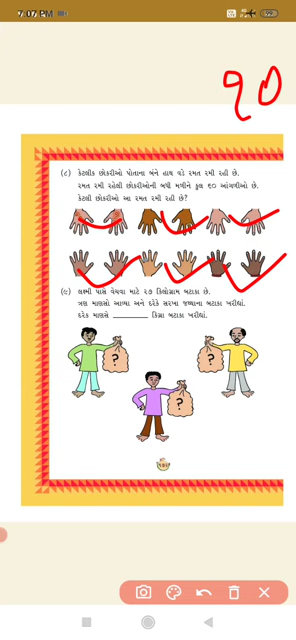 7:07 PM
99
૬૦
(૮) કેટલીક છોકરીઓ પોતાના બંને હાથ વડે રમત રમી રહી છે.
રમત રમી રહેલી છોકરીઓની બધી મળીને કુલ ૬૦ આંગળીઓ છે.
કેટલી છોકરીઓ આ રમત રમી રહી છે?
(૯) લક્ષ્મી પાસે વેચવા માટે ૨૭ કિલોગ્રામ બટાકા છે.
ત્રણ માણસો આવ્યા અને દરેકે સરખા જથ્થાના બટાકા ખરીદ્યાં.
દરેક માણસે __________ કિગ્રા બટાકા ખરીદ્યાં.
? ?
?